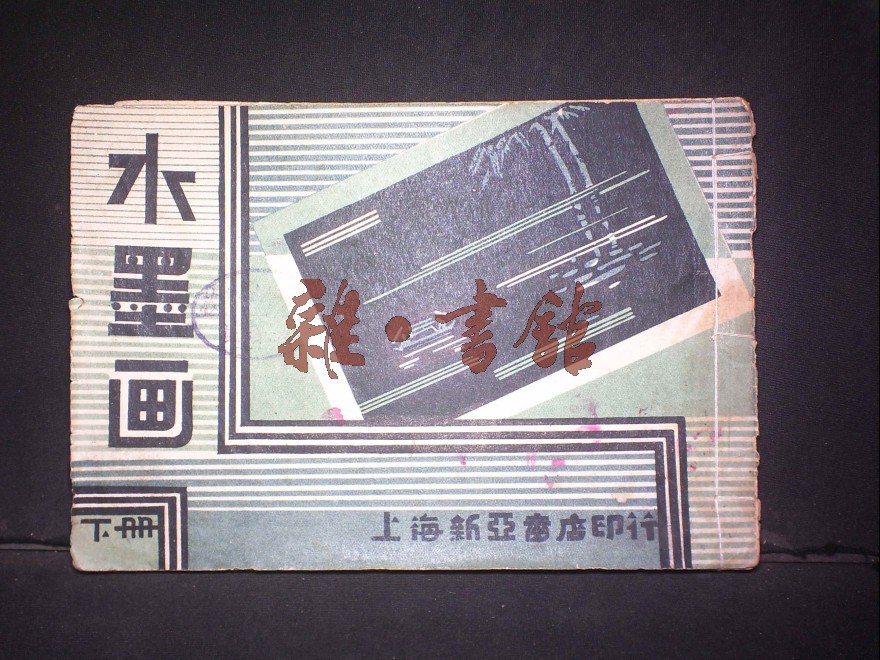 水墨画
下册
上海新亞書店印行
雜·書舘